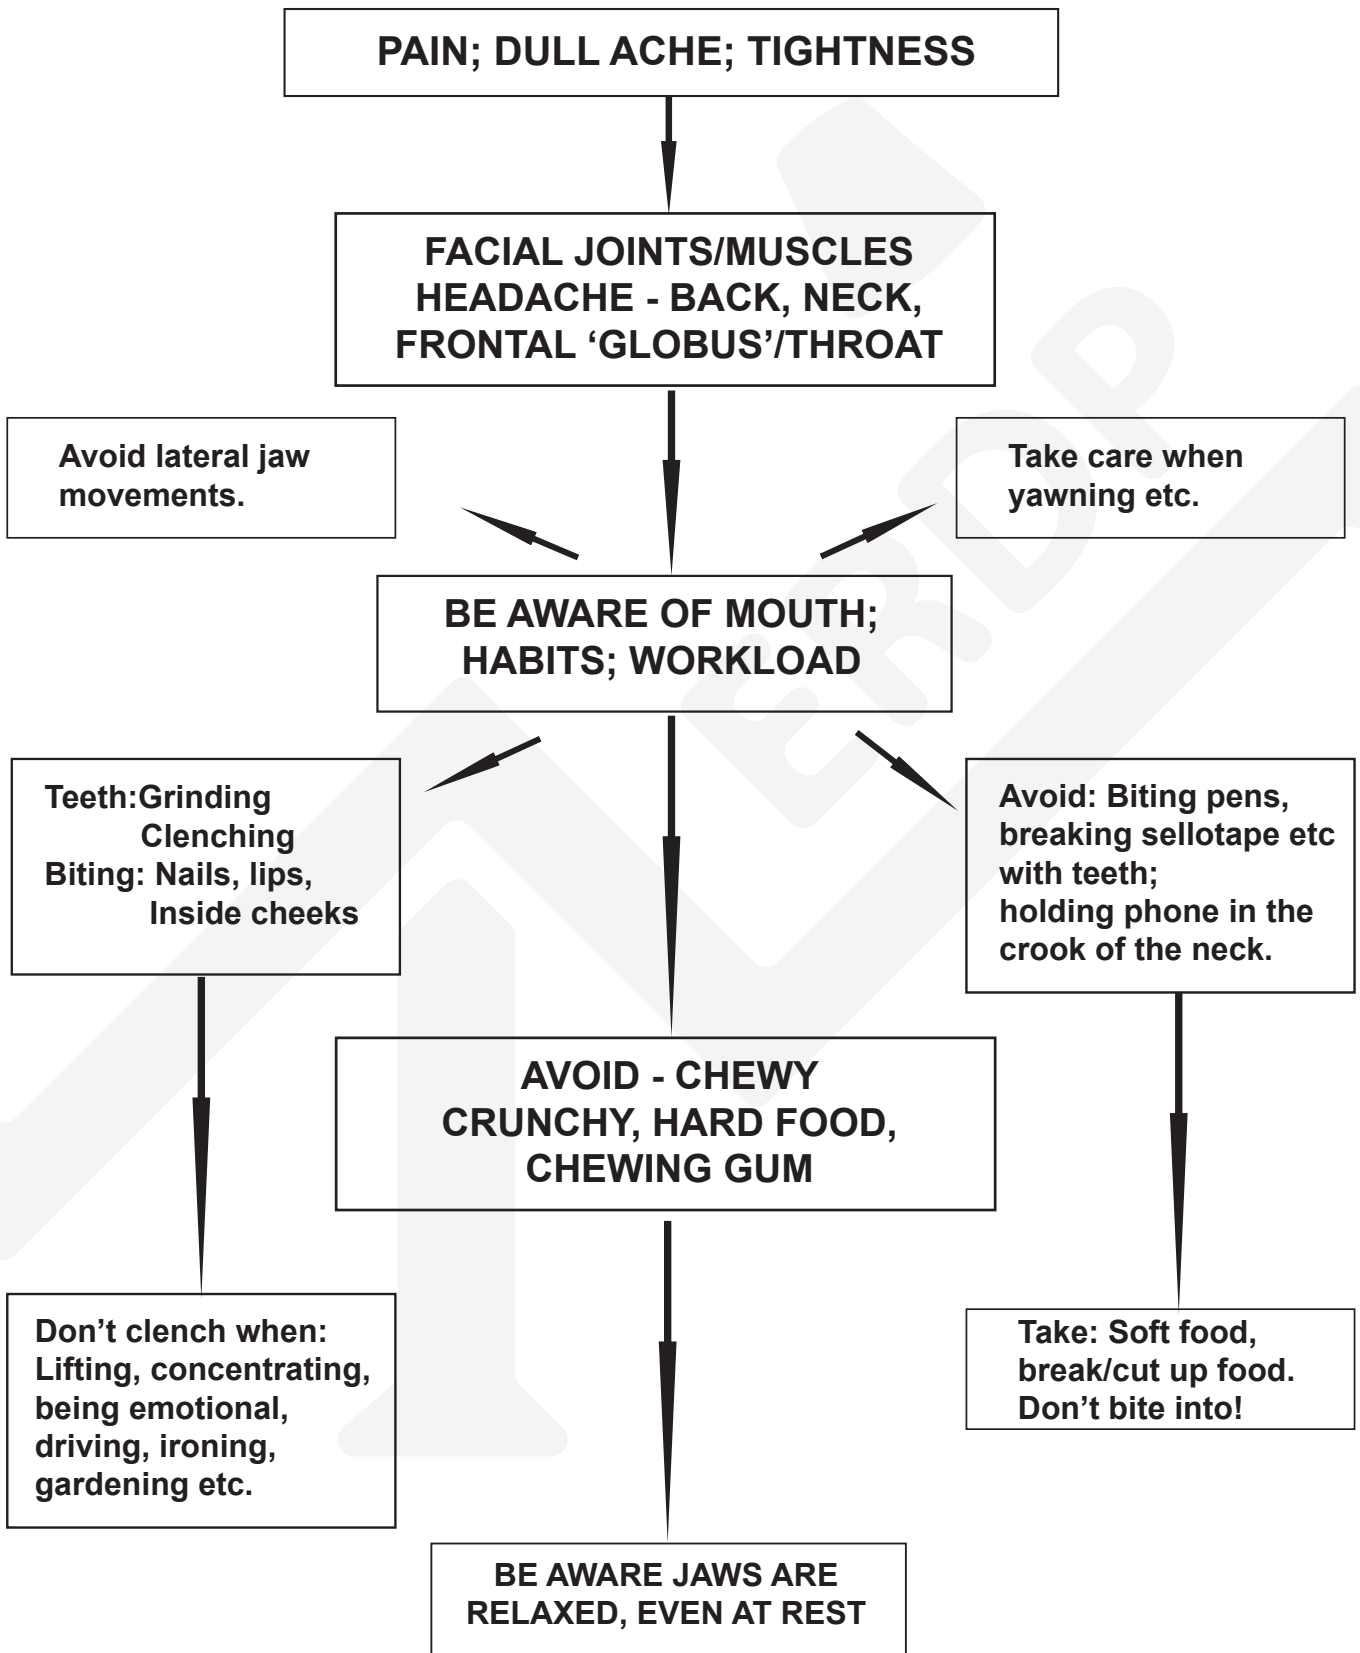 PAIN; DULL ACHE; TIGHTNESS
FACIAL JOINTS/MUSCLES
HEADACHE - BACK, NECK,
FRONTAL ‘GLOBUS’/THROAT
Avoid lateral jaw
movements.
Take care when
yawning etc.
BE AWARE OF MOUTH;
HABITS; WORKLOAD
Teeth:Grinding
Clenching
Biting: Nails, lips,
Inside cheeks
Avoid: Biting pens,
breaking sellotape etc
with teeth;
holding phone in the
crook of the neck.
AVOID - CHEWY
CRUNCHY, HARD FOOD,
CHEWING GUM
Don’t clench when:
Lifting, concentrating,
being emotional,
driving, ironing,
gardening etc.
Take: Soft food,
break/cut up food.
Don’t bite into!
BE AWARE JAWS ARE
RELAXED, EVEN AT REST
ERDP